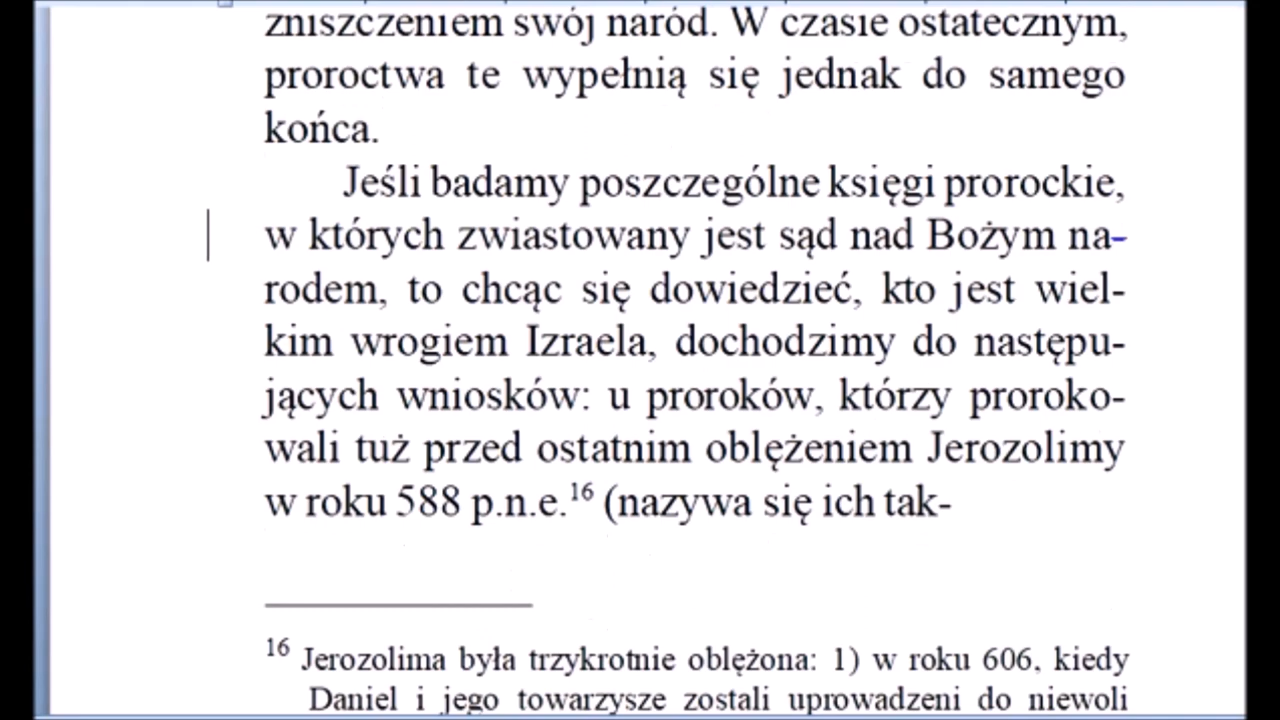 zniszczeniem swój naród. W czasie ostatecznym,
proroctwa te wypełnią się jednak do samego
końca.
Jeśli badamy poszczególne księgi prorockie,
w których zwiastowany jest sąd nad Bożym na-
rodem, to chcąc się dowiedzieć, kto jest wiel-
kim wrogiem Izraela, dochodzimy do następu-
jących wniosków: u proroków, którzy proroko-
wali tuż przed ostatnim oblężeniem Jerozolimy
w roku 588 p.n.e.16 (nazywa się ich tak-
16 Jerozolima była trzykrotnie oblężona: 1) w roku 606, kiedy
Daniel i jego towarzysze zostali uprowadzeni do niewoli